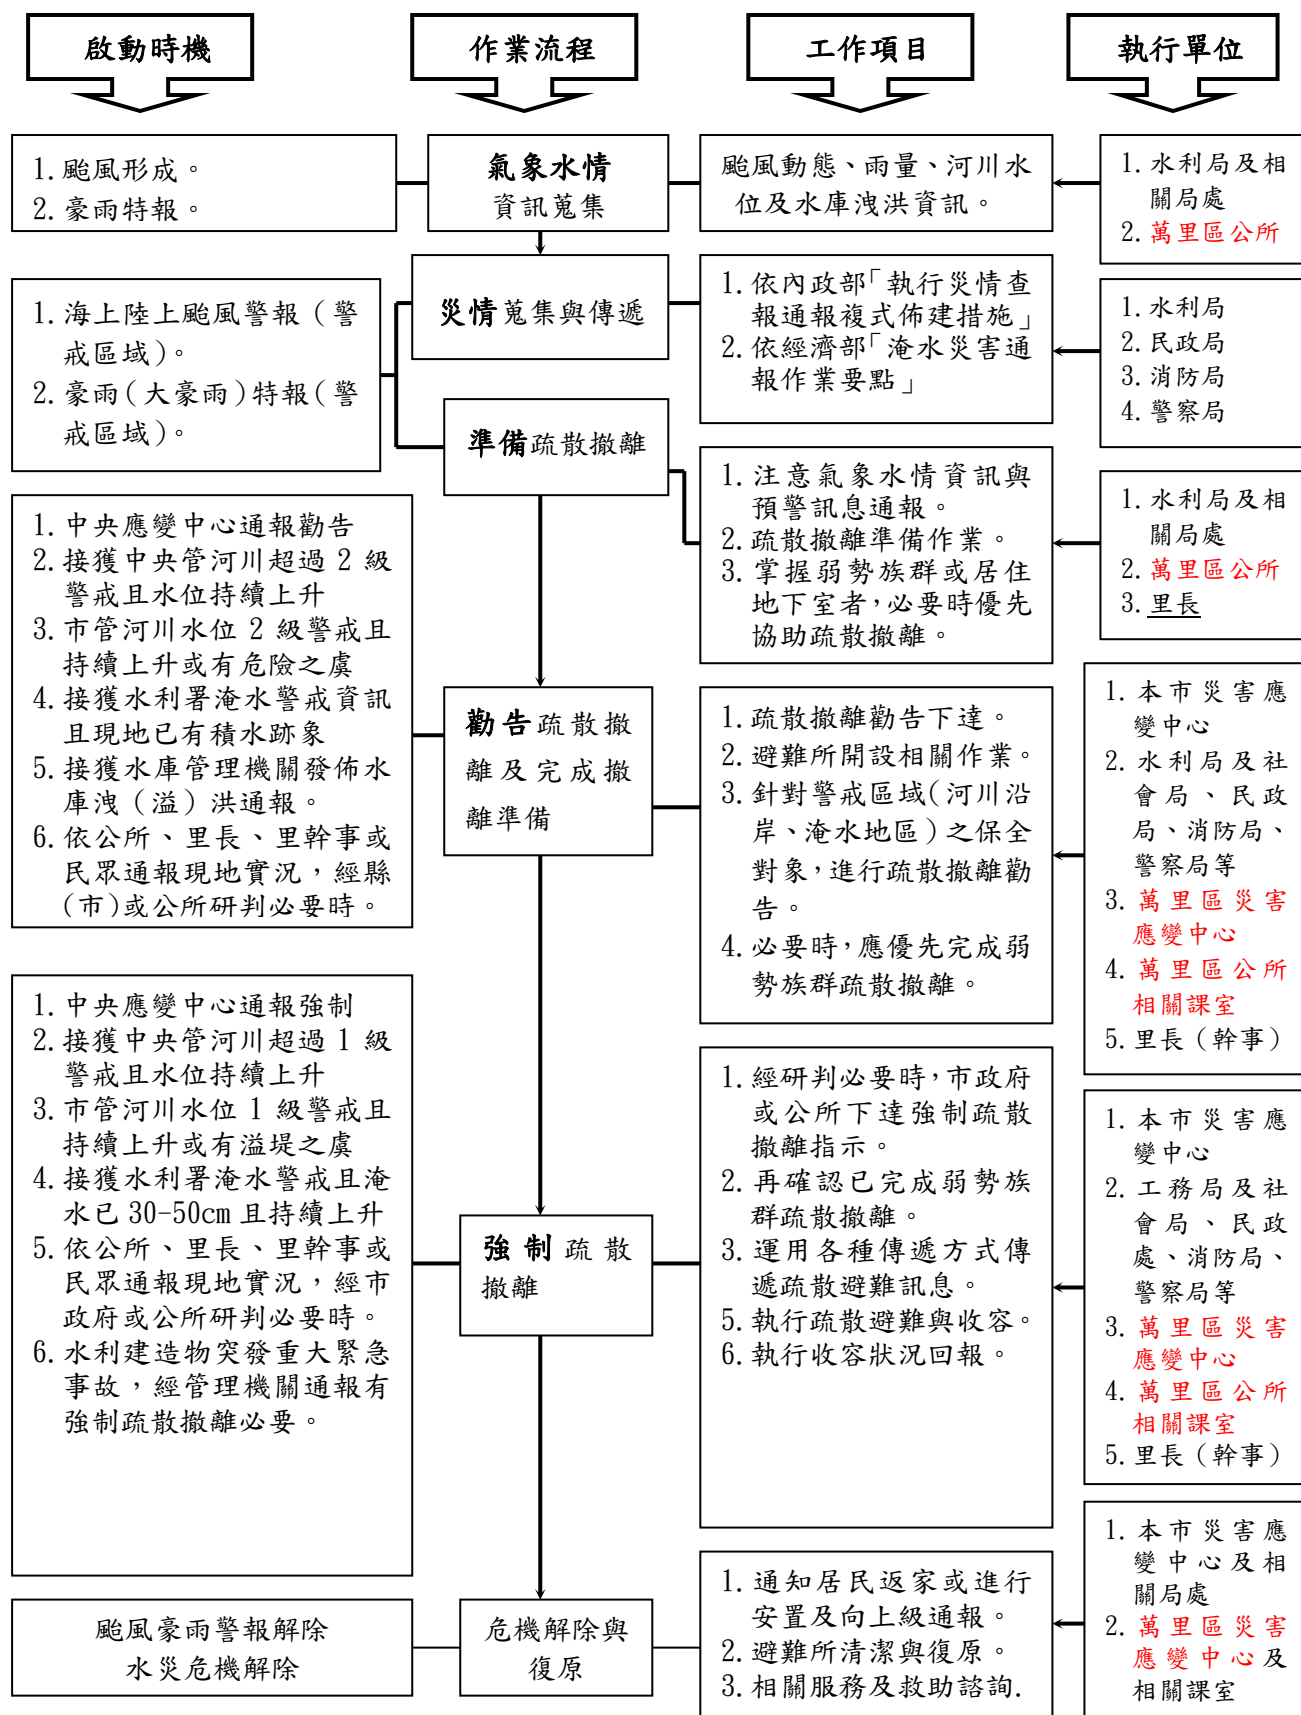 啟動時機
作業流程
工作項目
執行單位
1.颱風形成。
2.豪雨特報。
氣象水情
資訊蒐集
颱風動態、雨量、河川水
位及水庫洩洪資訊。
1.水利局及相
關局處
2.萬里區公所
1.海上陸上颱風警報（警
戒區域）。
2.豪雨（大豪雨）特報（警
戒區域）。
災情蒐集與傳遞
1.依內政部「執行災情查
報通報複式佈建措施」
2.依經濟部「淹水災害通
報作業要點」
1.水利局
2.民政局
3.消防局
4.警察局
準備疏散撤離
1.注意氣象水情資訊與
預警訊息通報。
2.疏散撤離準備作業。
3.掌握弱勢族群或居住
地下室者，必要時優先
協助疏散撤離。
1.水利局及相
關局處
2.萬里區公所
3.里長
1.中央應變中心通報勸告
2.接獲中央管河川超過 2 級
警戒且水位持續上升
3.市管河川水位 2 級警戒且
持續上升或有危險之虞
4.接獲水利署淹水警戒資訊
且現地已有積水跡象
5.接獲水庫管理機關發佈水
庫洩（溢）洪通報。
6.依公所、里長、里幹事或
民眾通報現地實況，經縣
(市)或公所研判必要時。
勸告疏散撤
離及完成撤
離準備
1.疏散撤離勸告下達。
2.避難所開設相關作業。
3.針對警戒區域（河川沿
岸、淹水地區）之保全
對象，進行疏散撤離勸
告。
4.必要時，應優先完成弱
勢族群疏散撤離。
1.本市災害應
變中心
2.水利局及社
會局、民政
局、消防局、
警察局等
3.萬里區災害
應變中心
4.萬里區公所
相關課室
5.里長（幹事）
1.中央應變中心通報強制
2.接獲中央管河川超過 1 級
警戒且水位持續上升
3.市管河川水位 1 級警戒且
持續上升或有溢堤之虞
4.接獲水利署淹水警戒且淹
水已 30-50cm 且持續上升
5.依公所、里長、里幹事或
民眾通報現地實況，經市
政府或公所研判必要時。
6.水利建造物突發重大緊急
事故，經管理機關通報有
強制疏散撤離必要。
強制疏散
撤離
1.經研判必要時，市政府
或公所下達強制疏散
撤離指示。
2.再確認已完成弱勢族
群疏散撤離。
3.運用各種傳遞方式傳
遞疏散避難訊息。
5.執行疏散避難與收容。
6.執行收容狀況回報。
1.本市災害應
變中心
2.工務局及社
會局、民政
處、消防局、
警察局等
3.萬里區災害
應變中心
4.萬里區公所
相關課室
5.里長（幹事）
颱風豪雨警報解除
水災危機解除
危機解除與
復原
1.通知居民返家或進行
安置及向上級通報。
2.避難所清潔與復原。
3.相關服務及救助諮詢.
1.本市災害應
變中心及相
關局處
2.萬里區災害
應變中心及
相關課室